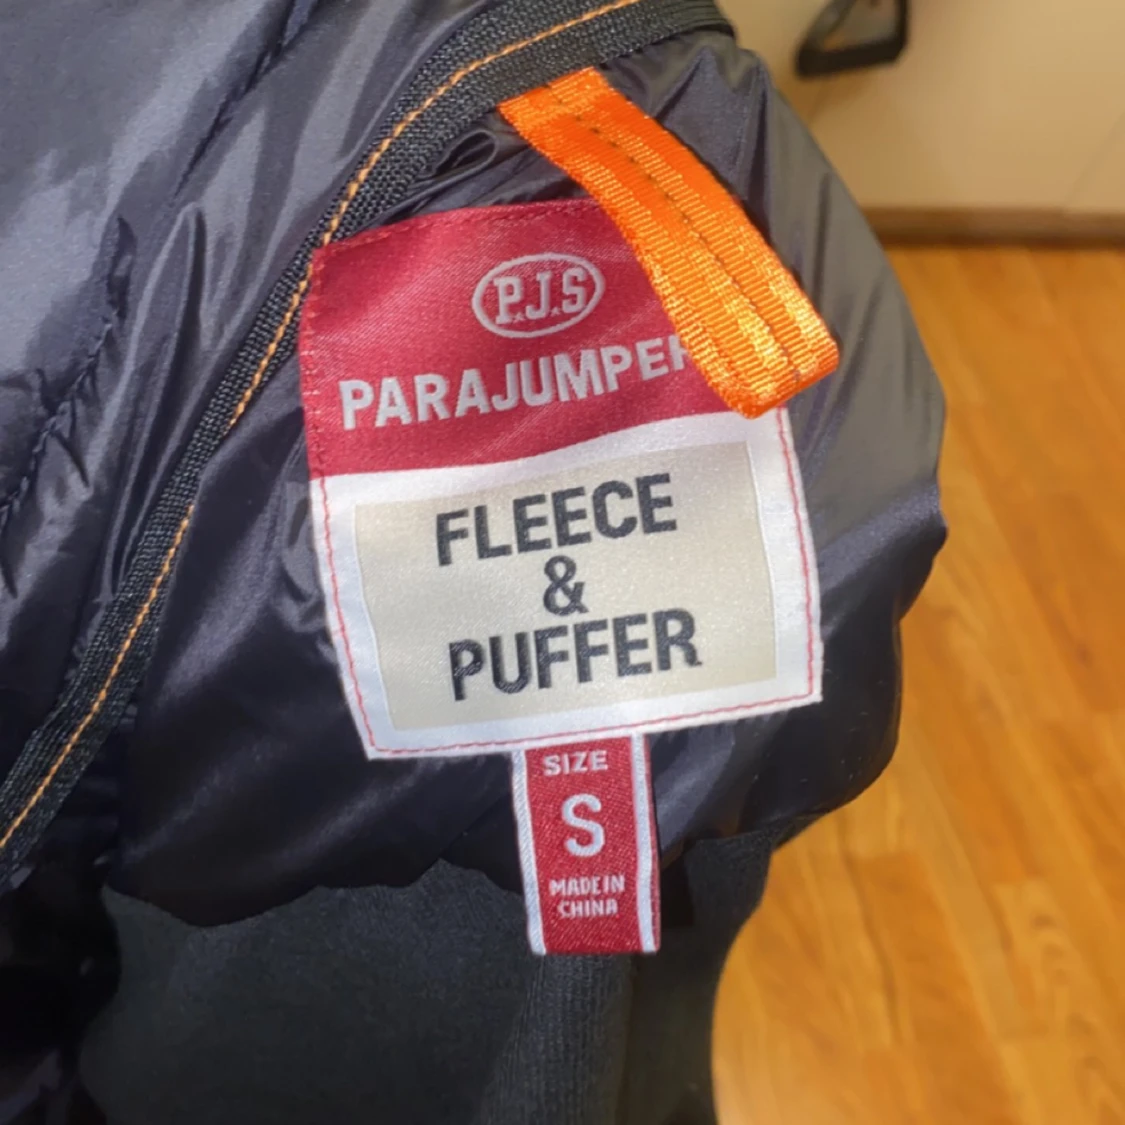 P.J.S
PARAJUMPER
FLEECE
&
PUFFER
SIZE
S
MADE IN
CHINA